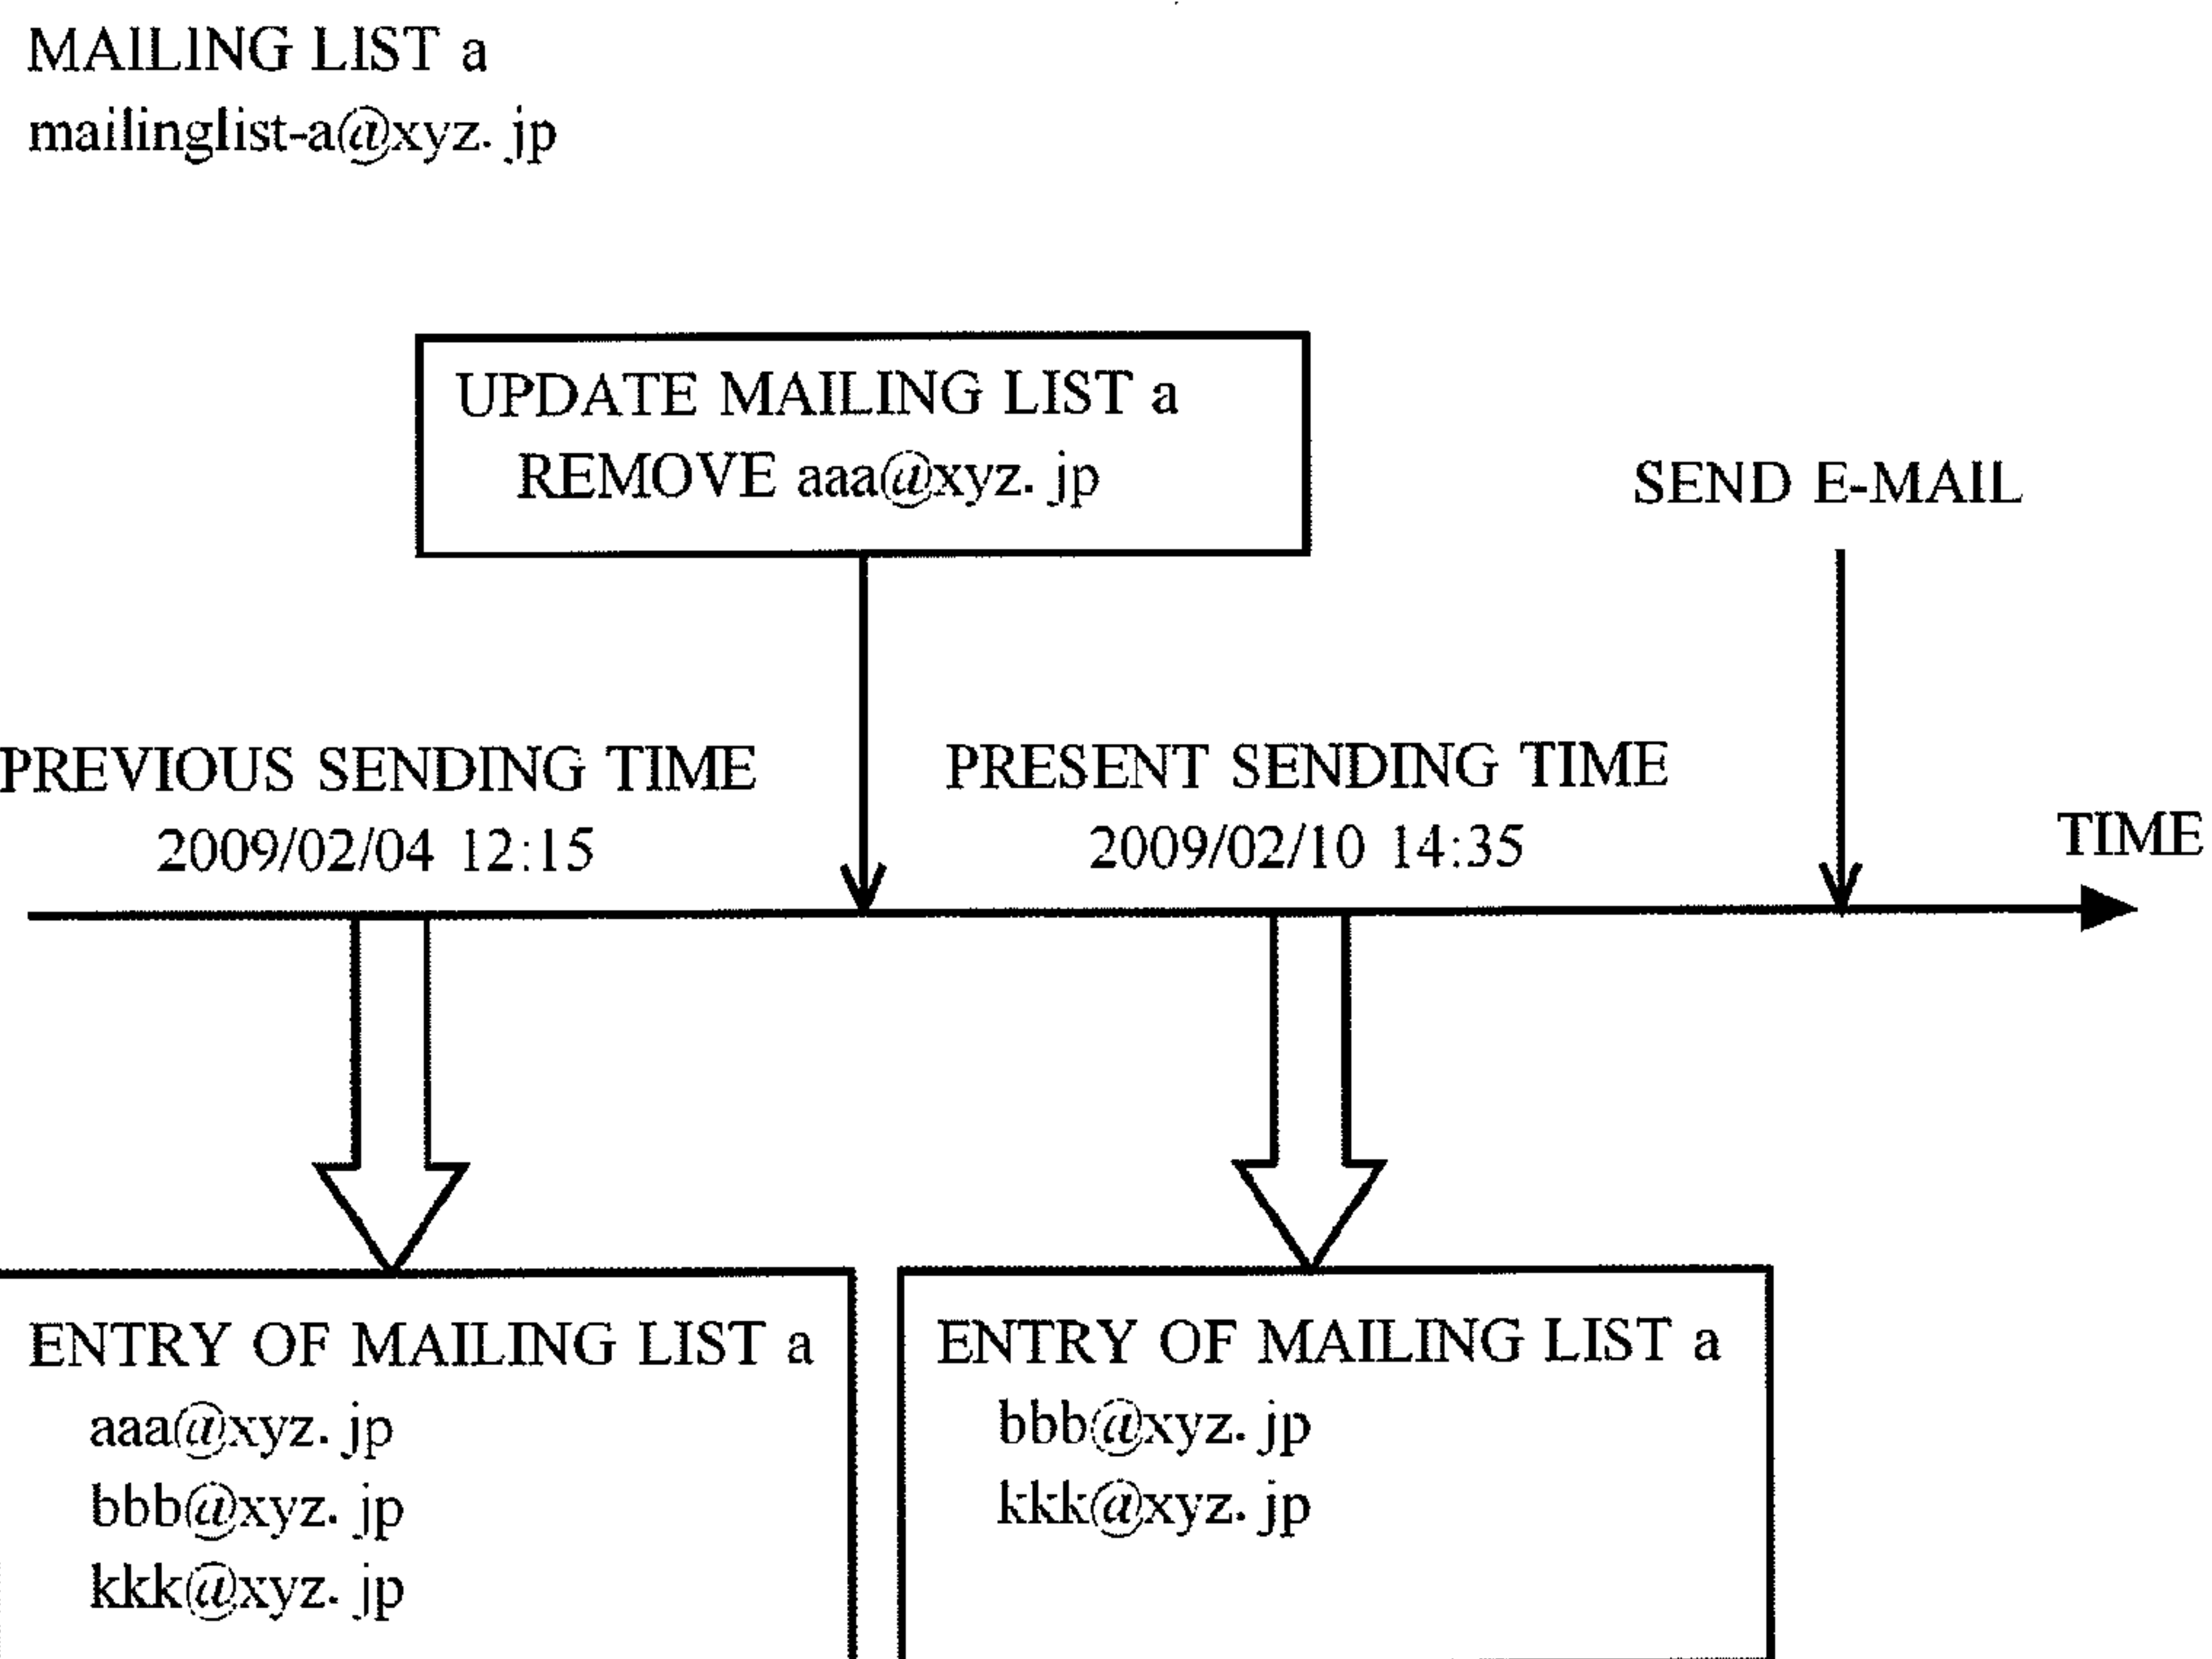 MAILING LIST a
mailinglist-a@xyz. jp
UPDATE MAILING LIST a
REMOVE aaa@xyz. jp
SEND E-MAIL
PREVIOUS SENDING TIME
2009/02/04 12:15
PRESENT SENDING TIME
2009/02/10 14:35
TIME
ENTRY OF MAILING LIST a
aaa@xyz. jp
bbb@xyz. jp
kkk@xyz. jp
ENTRY OF MAILING LIST a
bbb@xyz. jp
kkk@xyz. jp